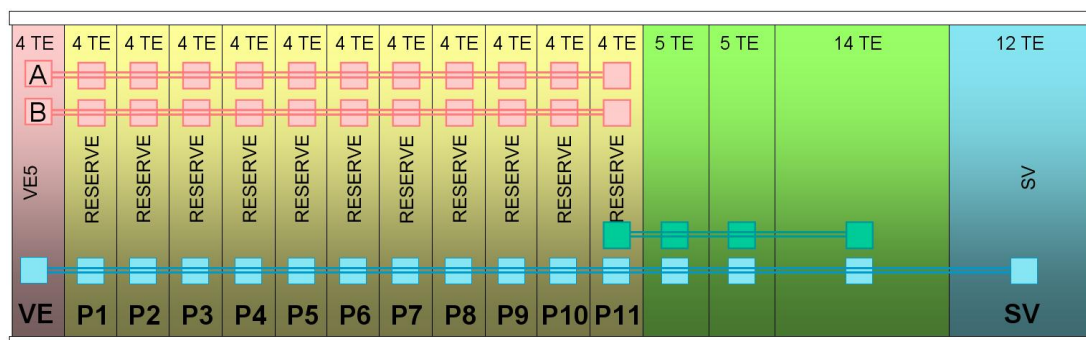 4 TE 4 TE 4 TE 4 TE 4 TE 4 TE 4 TE 4 TE 4 TE 4 TE 4 TE 4 TE 5 TE 5 TE 14 TE 12 TE
A
B
VE5 RESERVE RESERVE RESERVE RESERVE RESERVE RESERVE RESERVE RESERVE RESERVE RESERVE RESERVE SV
VE P1 P2 P3 P4 P5 P6 P7 P8 P9 P10 P11 SV